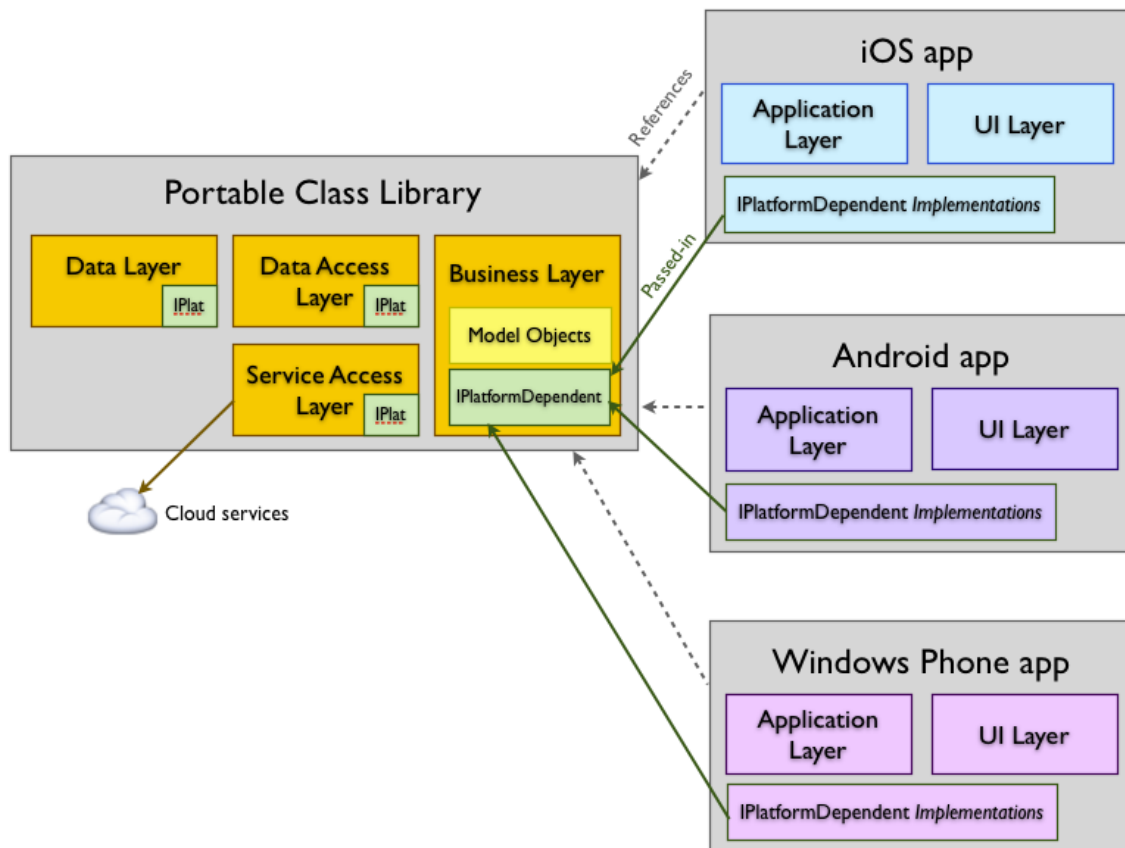 iOS app
Application
Layer
UI Layer
IPlatformDependent Implementations
References
Passed-in
Portable Class Library
Data Layer
IPlat
Data Access
Layer
IPlat
Service Access
Layer
IPlat
Business Layer
Model Objects
IPlatformDependent
Cloud services
Android app
Application
Layer
UI Layer
IPlatformDependent Implementations
Windows Phone app
Application
Layer
UI Layer
IPlatformDependent Implementations